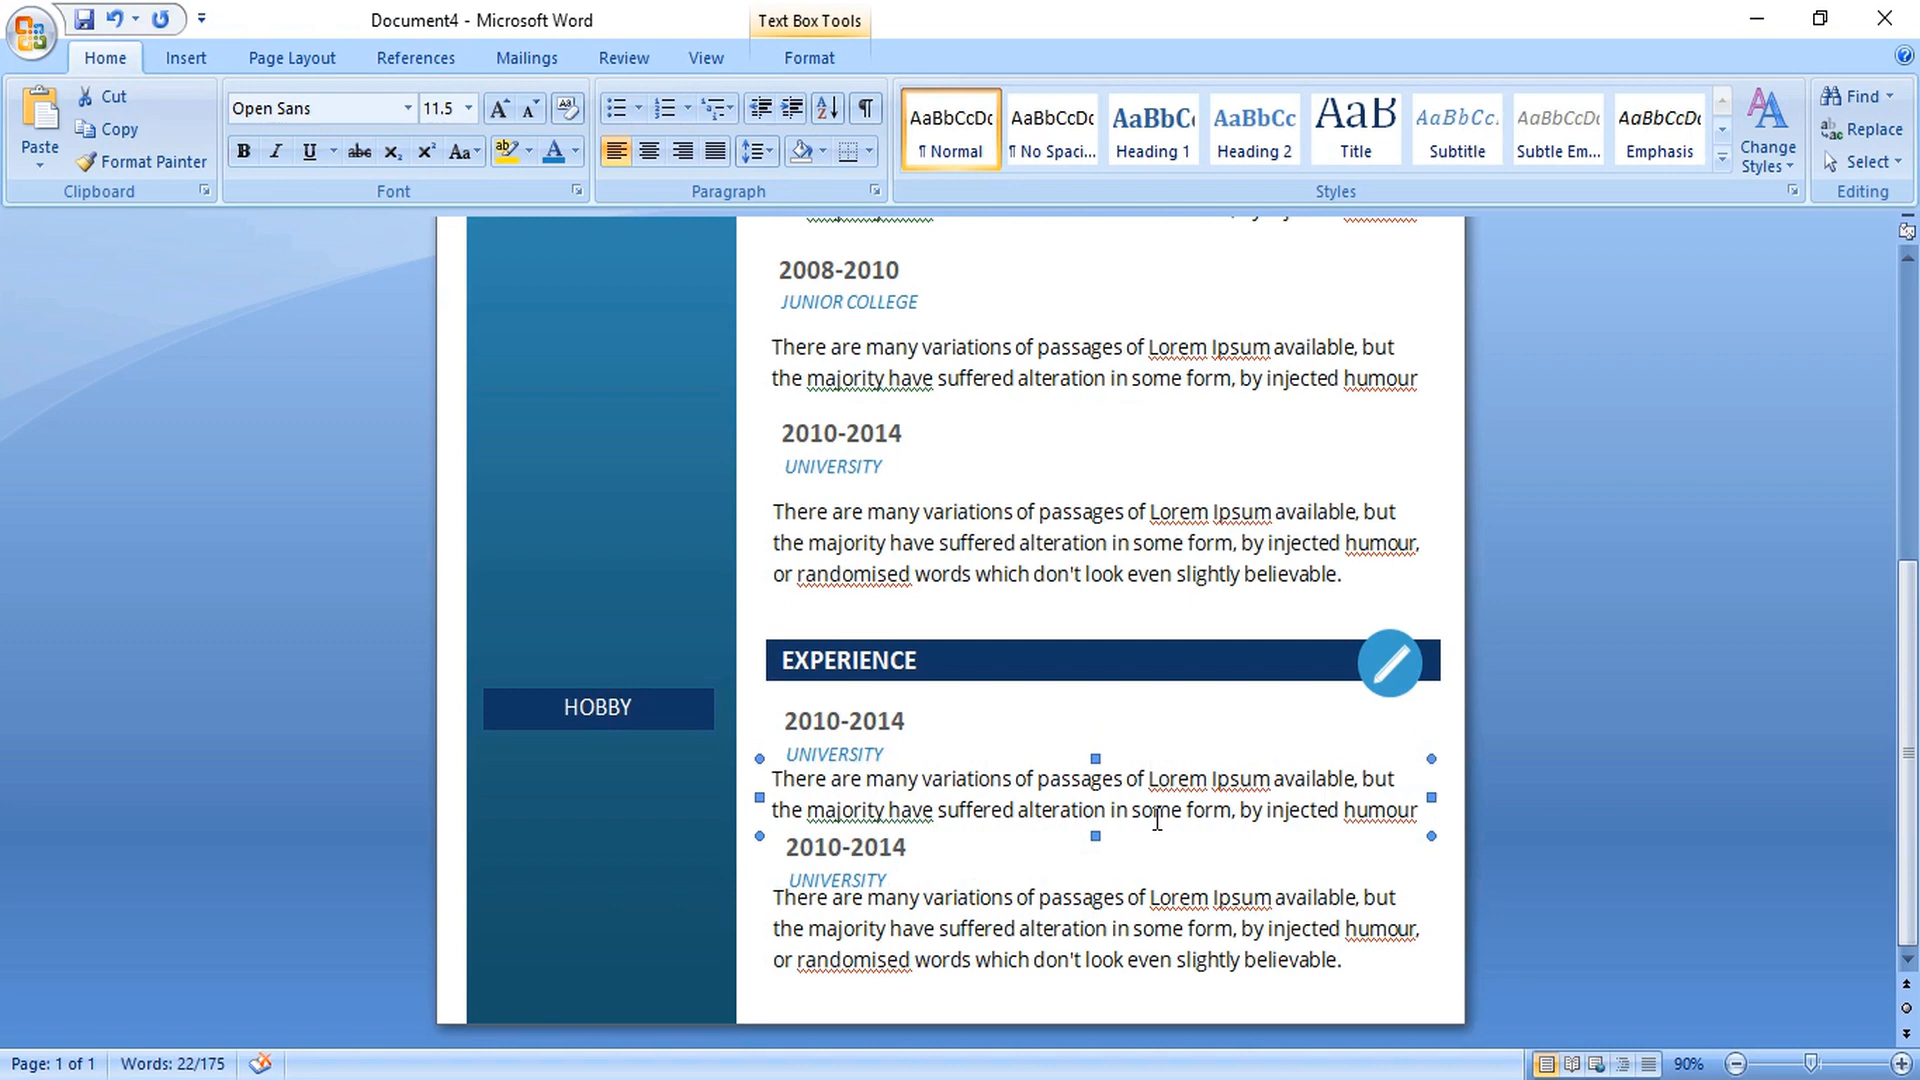 Document4 - Microsoft Word
Text Box Tools
Home
Insert
Page Layout
References
Mailings
Review
View
Format
Paste
Cut
Copy
Format Painter
Clipboard
Open Sans
11.5
Font
Paragraph
AaBbCcDc
¶ Normal
AaBbCcDc
¶ No Spaci...
AaBbC
Heading 1
AaBbCc
Heading 2
AaB
Title
AaBbCc.
Subtitle
AaBbCcDc
Subtle Em...
AaBbCcDc
Emphasis
Change
Styles
Styles
Find
Replace
Select
Editing
2008-2010
JUNIOR COLLEGE
There are many variations of passages of Lorem Ipsum available, but
the majority have suffered alteration in some form, by injected humour
2010-2014
UNIVERSITY
There are many variations of passages of Lorem Ipsum available, but
the majority have suffered alteration in some form, by injected humour,
or randomised words which don't look even slightly believable.
EXPERIENCE
HOBBY
2010-2014
UNIVERSITY
There are many variations of passages of Lorem Ipsum available, but
the majority have suffered alteration in some form, by injected humour
2010-2014
UNIVERSITY
There are many variations of passages of Lorem Ipsum available, but
the majority have suffered alteration in some form, by injected humour,
or randomised words which don't look even slightly believable.
Page: 1 of 1
Words: 22/175
90%